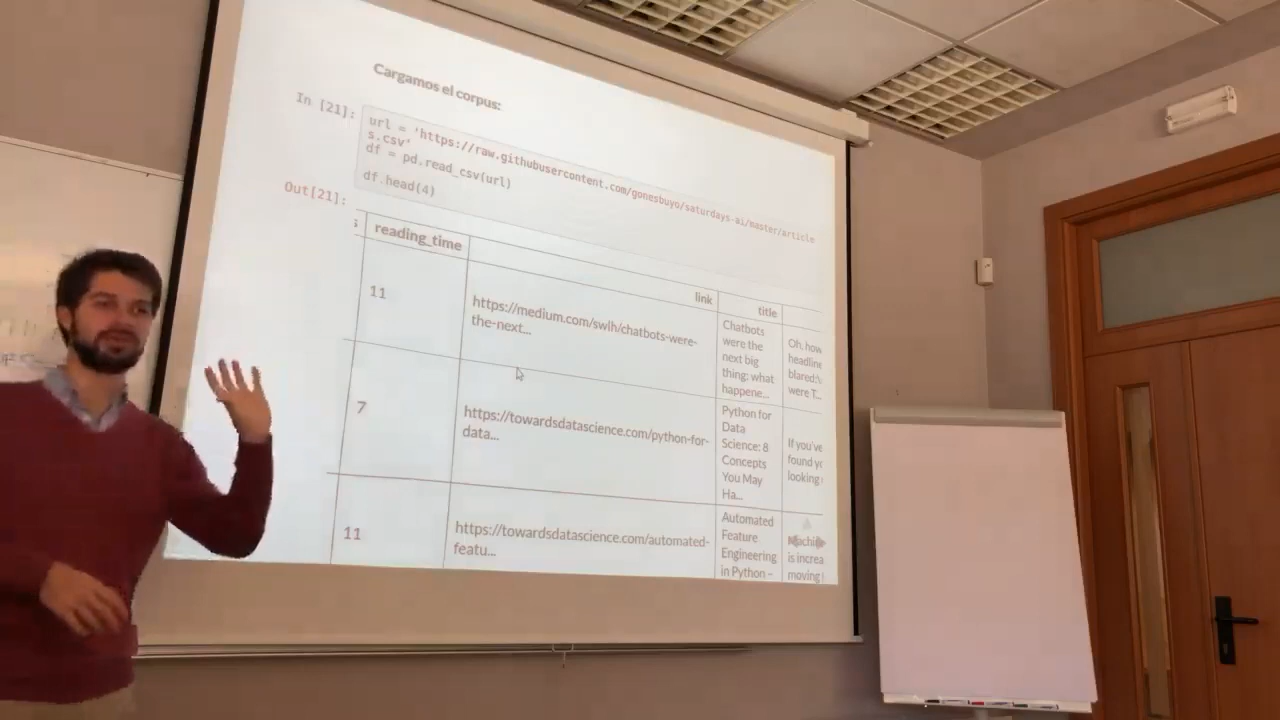 Cargamos el corpus:
In [21]:
url = 'https://raw.githubusercontent.com/gonesbuyo/saturdays-ai/master/article
s.csv'
df = pd.read_csv(url)
df.head(4)
Out[21]:
s
reading_time
link
title
11
https://medium.com/swlh/chatbots-were-
the-next...
Chatbots
were the
next big
thing: what
happene...
Oh, how
headline
blared:\
were T...
7
https://towardsdatascience.com/python-for-
data...
Python for
Data
Science: 8
Concepts
You May
Ha...
If you've
found yo
looking
11
https://towardsdatascience.com/automated-
featu...
Automated
Feature
Engineering
in Python –
Machin
is increa
moving